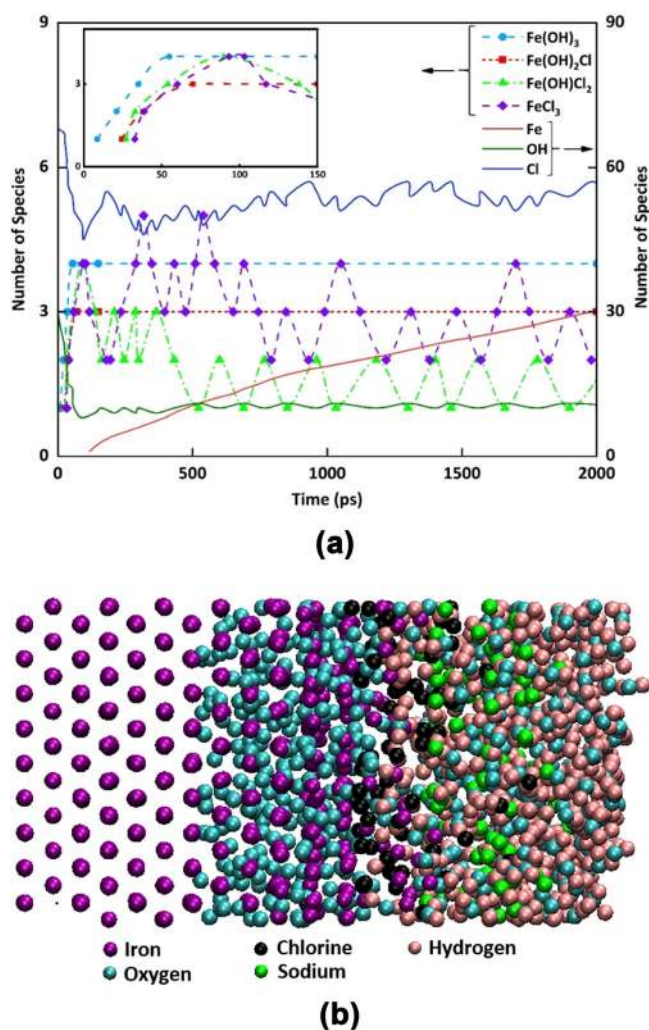 9
90
6
60
3
30
0
0
0
500
1000
1500
2000
Number of Species
Number of Species
Time (ps)
3
0
0
50
100
150
Fe(OH)₃
Fe(OH)₂Cl
Fe(OH)Cl₂
FeCl₃
Fe
OH
Cl
(a)
Iron
Chlorine
Hydrogen
Oxygen
Sodium
(b)